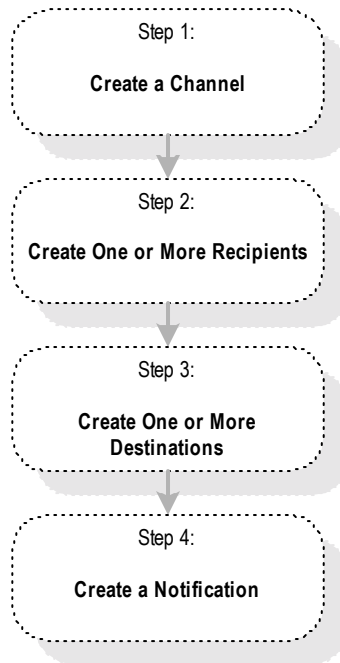 Step 1:
Create a Channel
Step 2:
Create One or More Recipients
Step 3:
Create One or More
Destinations
Step 4:
Create a Notification